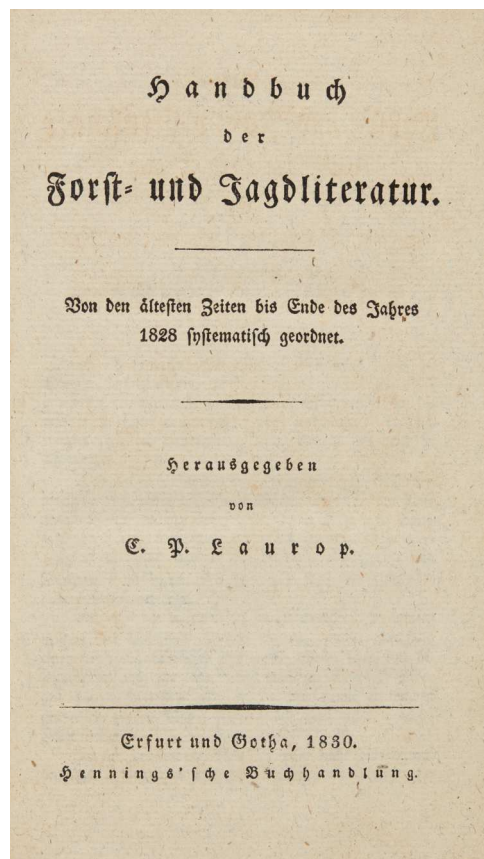 Handbuch
der
Forst- und Jagdliteratur.
Von den ältesten Zeiten bis Ende des Jahres
1828 systematisch geordnet.
Herausgegeben
von
C. P. Laurop.
Erfurt und Gotha, 1830.
Hennings'sche Buchhandlung.